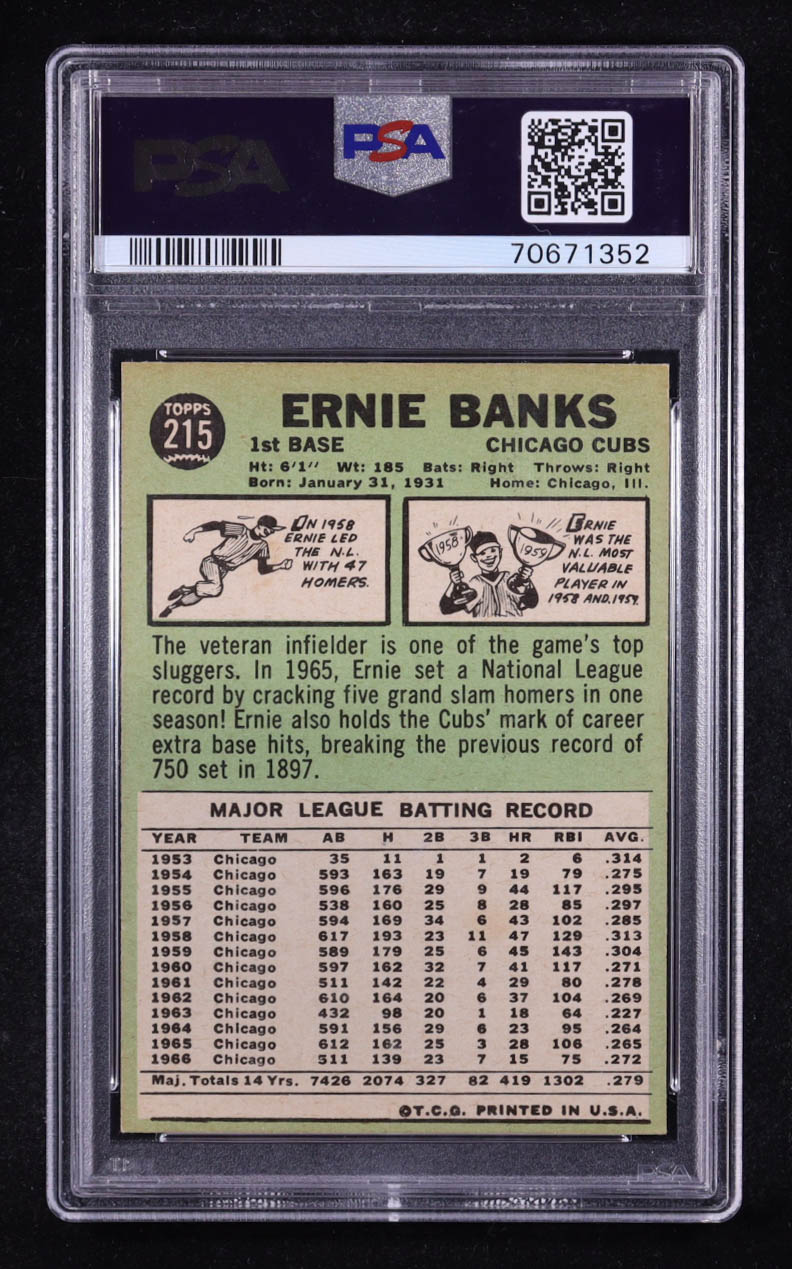 PSA PSA
70671352
TOPPS
215
ERNIE BANKS
1st BASE CHICAGO CUBS
Ht: 6'1" Wt: 185 Bats: Right Throws: Right
Born: January 31, 1931 Home: Chicago, Ill.
IN 1958
ERNIE LED
THE N.L.
WITH 47
HOMERS.
1958 1959
ERNIE
WAS THE
N.L. MOST
VALUABLE
PLAYER IN
1958 AND 1959.
The veteran infielder is one of the game's top
sluggers. In 1965, Ernie set a National League
record by cracking five grand slam homers in one
season! Ernie also holds the Cubs' mark of career
extra base hits, breaking the previous record of
750 set in 1897.
MAJOR LEAGUE BATTING RECORD
YEAR TEAM AB H 2B 3B HR RBI AVG.
1953 Chicago 35 11 1 1 2 6 .314
1954 Chicago 593 163 19 7 19 79 .275
1955 Chicago 596 176 29 9 44 117 .295
1956 Chicago 538 160 25 8 28 85 .297
1957 Chicago 594 169 34 6 43 102 .285
1958 Chicago 617 193 23 11 47 129 .313
1959 Chicago 589 179 25 6 45 143 .304
1960 Chicago 597 162 32 7 41 117 .271
1961 Chicago 511 142 22 4 29 80 .278
1962 Chicago 610 164 20 6 37 104 .269
1963 Chicago 432 98 20 1 18 64 .227
1964 Chicago 591 156 29 6 23 95 .264
1965 Chicago 612 162 25 3 28 106 .265
1966 Chicago 511 139 23 7 15 75 .272
Maj. Totals 14 Yrs. 7426 2074 327 82 419 1302 .279
©T.C.G. PRINTED IN U.S.A.
PSA